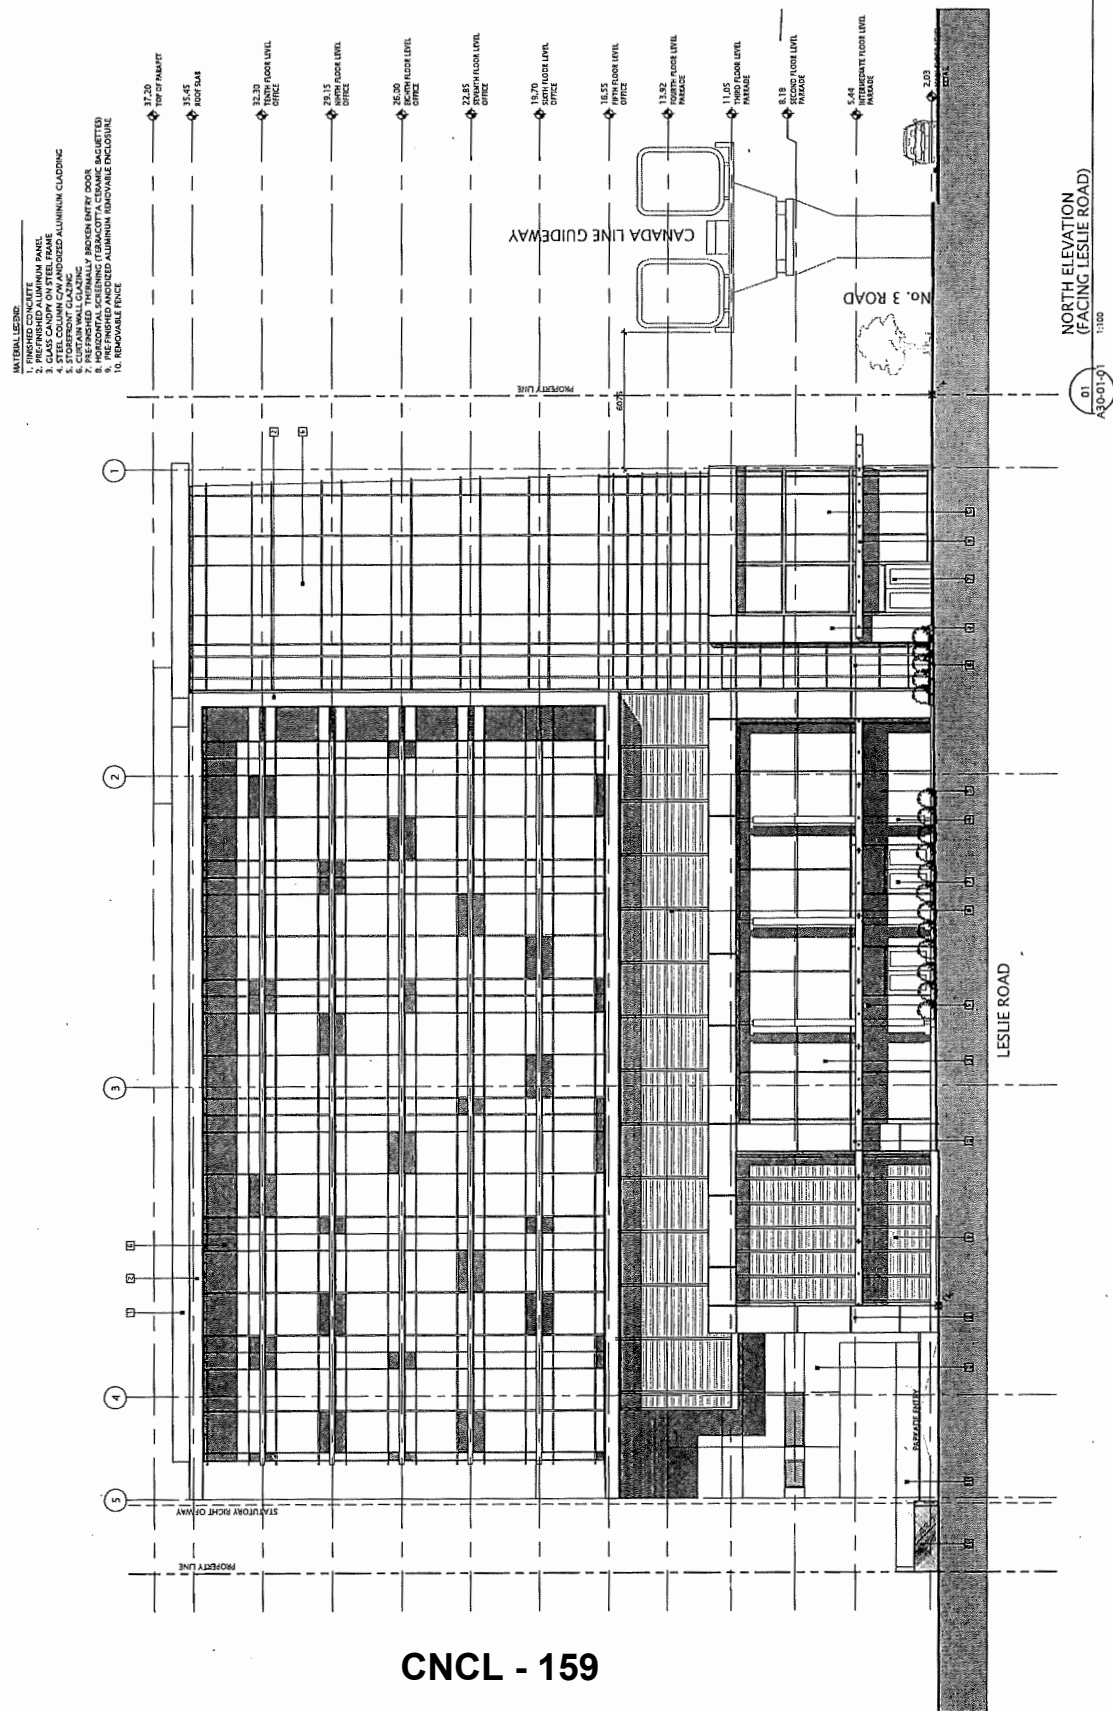 MATERIAL LEGEND:
1. FINISHED CONCRETE
2. PRE-FINISHED ALUMINUM PANEL
3. GLASS CANOPY ON STEEL FRAME
4. STEEL COLUMN C/W ANODIZED ALUMINUM CLADDING
5. STOREFRONT GLAZING
6. CURTAIN WALL GLAZING
7. PRE-FINISHED THERMALLY BROKEN ENTRY DOOR
8. HORIZONTAL SCREENING (TERRACOTTA CERAMIC BAGUETTES)
9. PRE-FINISHED ANODIZED ALUMINUM REMOVABLE ENCLOSURE
10. REMOVABLE FENCE
37.20
TOP OF PARAPET
35.45
ROOF SLAB
32.30
TENTH FLOOR LEVEL
OFFICE
29.15
NINTH FLOOR LEVEL
OFFICE
26.00
EIGHTH FLOOR LEVEL
OFFICE
22.85
SEVENTH FLOOR LEVEL
OFFICE
19.70
SIXTH FLOOR LEVEL
OFFICE
16.55
FIFTH FLOOR LEVEL
OFFICE
13.92
FOURTH FLOOR LEVEL
PARKADE
11.05
THIRD FLOOR LEVEL
PARKADE
8.19
SECOND FLOOR LEVEL
PARKADE
5.44
INTERMEDIATE FLOOR LEVEL
PARKADE
2.03
RETAIL
5
4
3
2
1
STATUTORY RIGHT OF WAY
PROPERTY LINE
PROPERTY LINE
6075
CANADA LINE GUIDEWAY
No. 3 ROAD
PARKADE ENTRY
LESLIE ROAD
01
A30-01-01
NORTH ELEVATION
(FACING LESLIE ROAD)
1:100
CNCL - 159